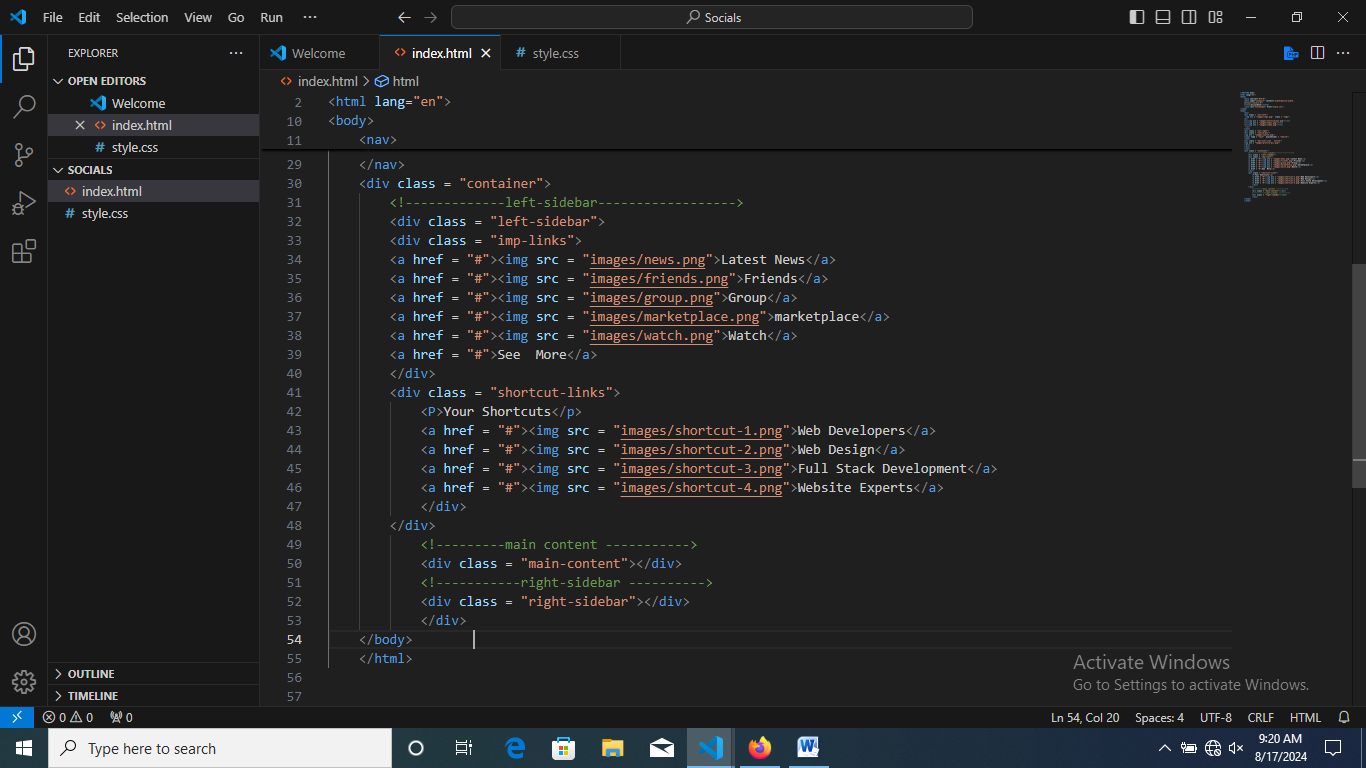 File Edit Selection View Go Run ··· Socials
EXPLORER ···
Welcome index.html style.css ···
OPEN EDITORS
Welcome
index.html
# style.css
SOCIALS
index.html
# style.css
index.html > html
2 <html lang="en">
10 <body>
11 <nav>
29 </nav>
30 <div class = "container">
31 <!-------------left-sidebar------------------>
32 <div class = "left-sidebar">
33 <div class = "imp-links">
34 <a href = "#"><img src = "images/news.png">Latest News</a>
35 <a href = "#"><img src = "images/friends.png">Friends</a>
36 <a href = "#"><img src = "images/group.png">Group</a>
37 <a href = "#"><img src = "images/marketplace.png">marketplace</a>
38 <a href = "#"><img src = "images/watch.png">Watch</a>
39 <a href = "#">See  More</a>
40 </div>
41 <div class = "shortcut-links">
42 <P>Your Shortcuts</p>
43 <a href = "#"><img src = "images/shortcut-1.png">Web Developers</a>
44 <a href = "#"><img src = "images/shortcut-2.png">Web Design</a>
45 <a href = "#"><img src = "images/shortcut-3.png">Full Stack Development</a>
46 <a href = "#"><img src = "images/shortcut-4.png">Website Experts</a>
47 </div>
48 </div>
49 <!---------main content ----------->
50 <div class = "main-content"></div>
51 <!-----------right-sidebar ---------->
52 <div class = "right-sidebar"></div>
53 </div>
54 </body>
55 </html>
56
57
OUTLINE
TIMELINE
Activate Windows
Go to Settings to activate Windows.
0 0 0 Ln 54, Col 20 Spaces: 4 UTF-8 CRLF HTML
Type here to search
9:20 AM
8/17/2024